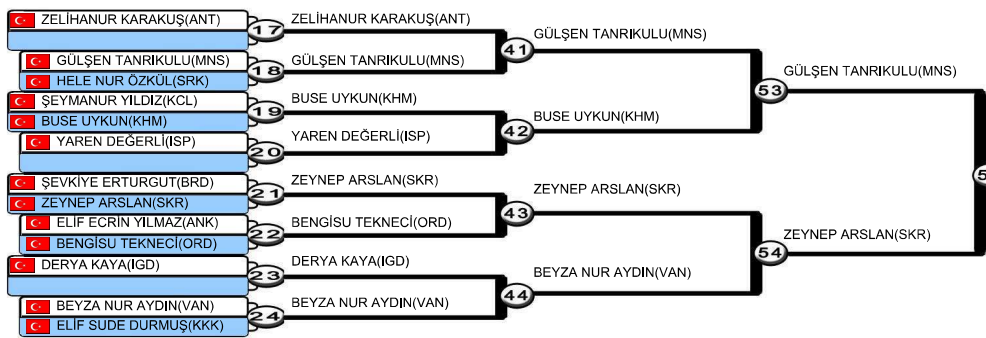 ZELİHANUR KARAKUŞ(ANT)
17
ZELİHANUR KARAKUŞ(ANT)
41
GÜLŞEN TANRIKULU(MNS)
GÜLŞEN TANRIKULU(MNS)
18
GÜLŞEN TANRIKULU(MNS)
HELE NUR ÖZKÜL(SRK)
53
GÜLŞEN TANRIKULU(MNS)
ŞEYMANUR YILDIZ(KCL)
19
BUSE UYKUN(KHM)
BUSE UYKUN(KHM)
42
BUSE UYKUN(KHM)
YAREN DEĞERLİ(ISP)
20
YAREN DEĞERLİ(ISP)
5
ŞEVKİYE ERTURGUT(BRD)
21
ZEYNEP ARSLAN(SKR)
ZEYNEP ARSLAN(SKR)
43
ZEYNEP ARSLAN(SKR)
ELİF ECRİN YILMAZ(ANK)
22
BENGİSU TEKNECİ(ORD)
BENGİSU TEKNECİ(ORD)
54
ZEYNEP ARSLAN(SKR)
DERYA KAYA(IGD)
23
DERYA KAYA(IGD)
44
BEYZA NUR AYDIN(VAN)
BEYZA NUR AYDIN(VAN)
24
BEYZA NUR AYDIN(VAN)
ELİF SUDE DURMUŞ(KKK)